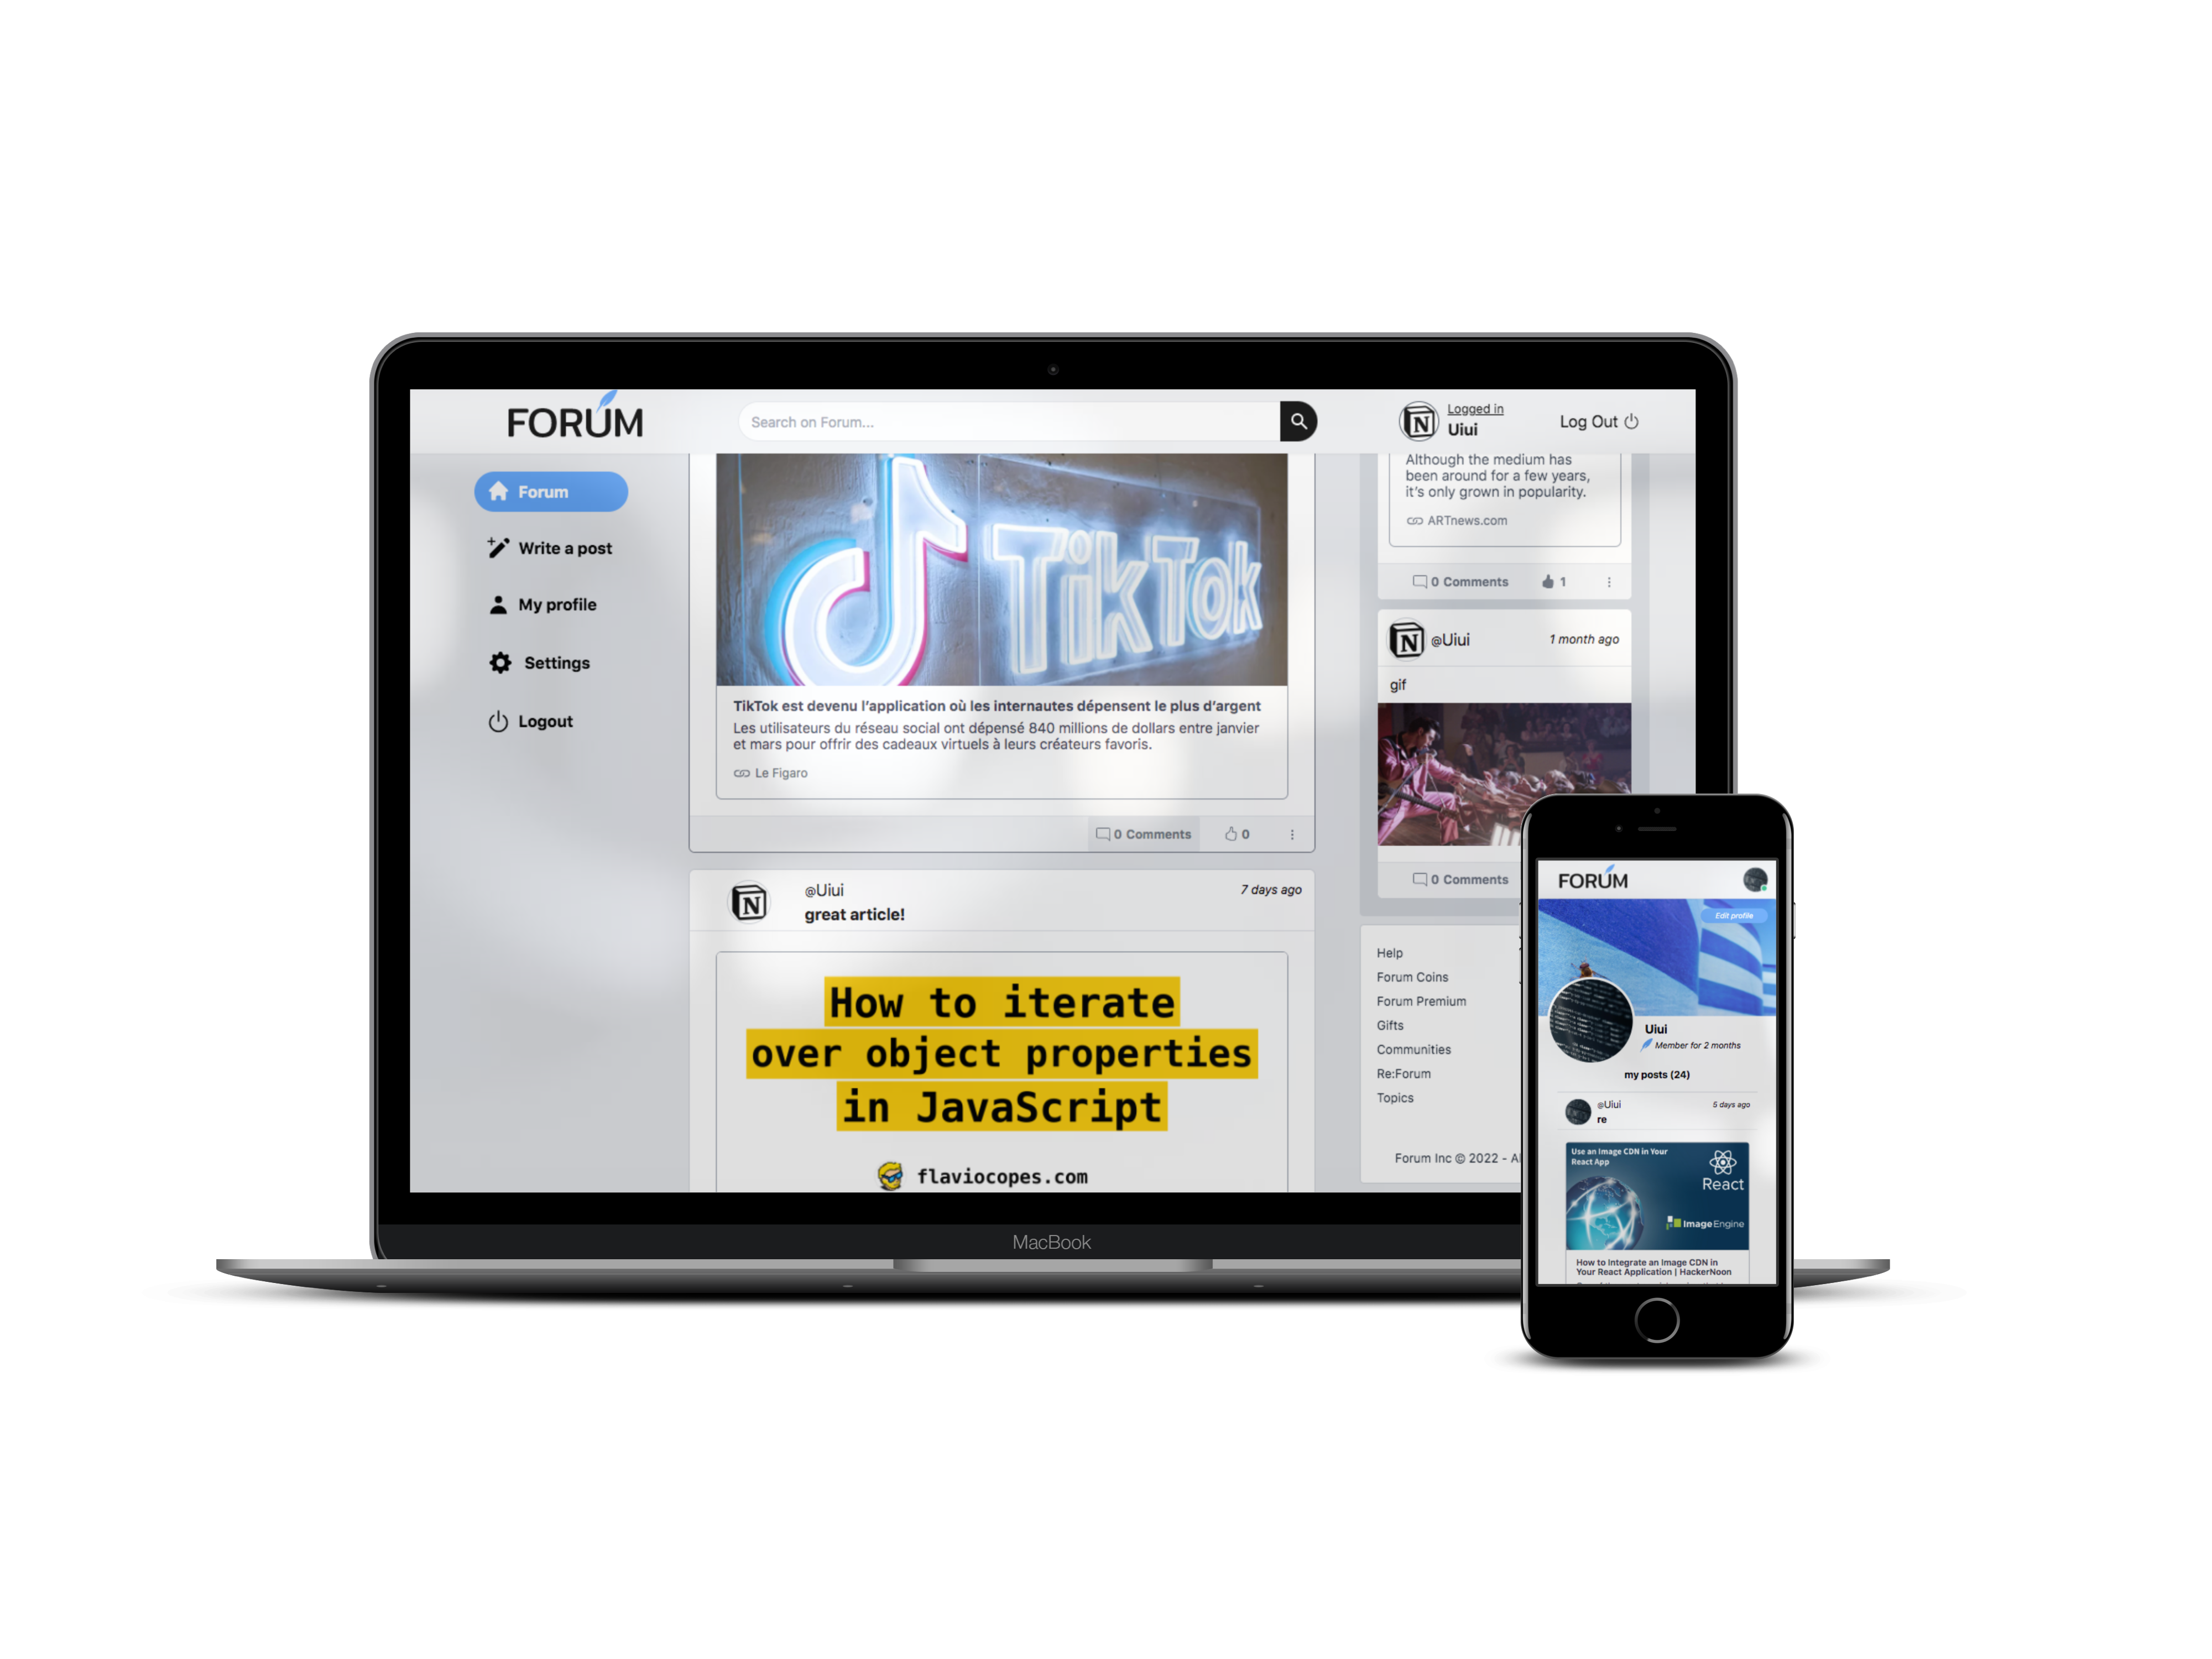 FORUM
Search on Forum...
Logged in
Uiui
Log Out
Forum
Write a post
My profile
Settings
Logout
TikTok
TikTok est devenu l'application où les internautes dépensent le plus d'argent
Les utilisateurs du réseau social ont dépensé 840 millions de dollars entre janvier
et mars pour offrir des cadeaux virtuels à leurs créateurs favoris.
Le Figaro
0 Comments
0
@Uiui
7 days ago
great article!
How to iterate
over object properties
in JavaScript
flaviocopes.com
Although the medium has
been around for a few years,
it's only grown in popularity.
ARTnews.com
0 Comments
1
@Uiui
1 month ago
gif
0 Comments
Help
Forum Coins
Forum Premium
Gifts
Communities
Re:Forum
Topics
Forum Inc © 2022 -
MacBook
FORUM
Edit profile
Uiui
Member for 2 months
my posts (24)
@Uiui
5 days ago
re
Use an Image CDN in Your
React App
React
ImageEngine
How to Integrate an Image CDN in
Your React Application | HackerNoon